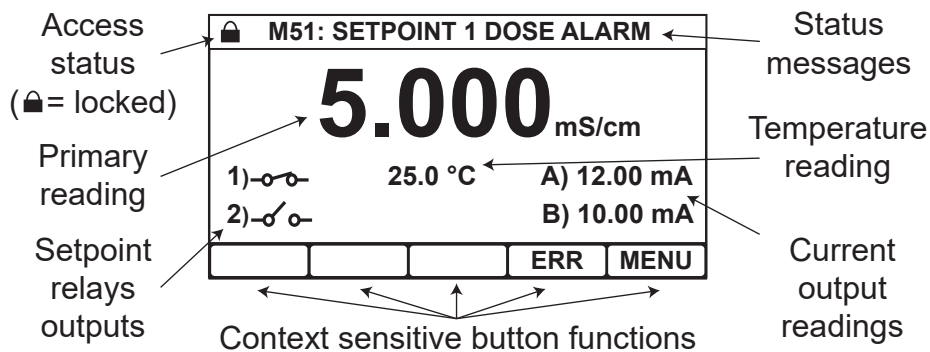 Access
status
(🔒= locked)
Primary
reading
Setpoint
relays
outputs
M51: SETPOINT 1 DOSE ALARM
5.000 mS/cm
1) 25.0 °C A) 12.00 mA
2) B) 10.00 mA
ERR MENU
Context sensitive button functions
Status
messages
Temperature
reading
Current
output
readings